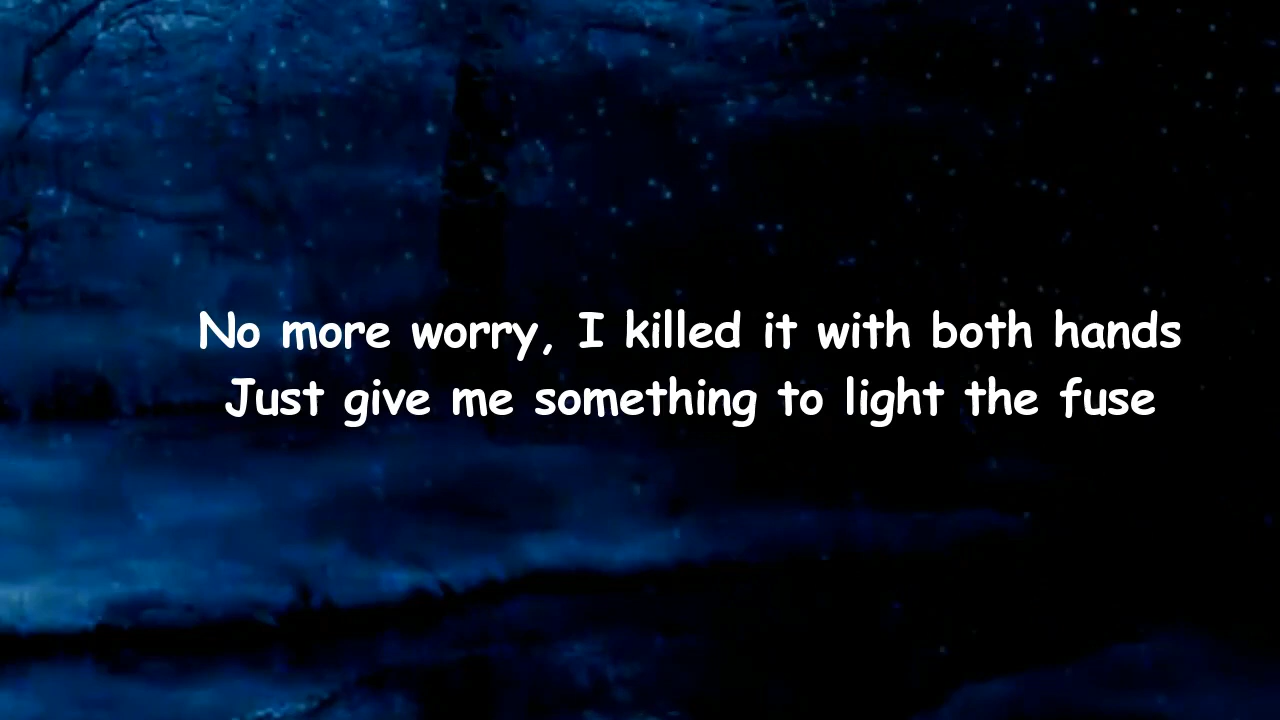 No more worry, I killed it with both hands
Just give me something to light the fuse